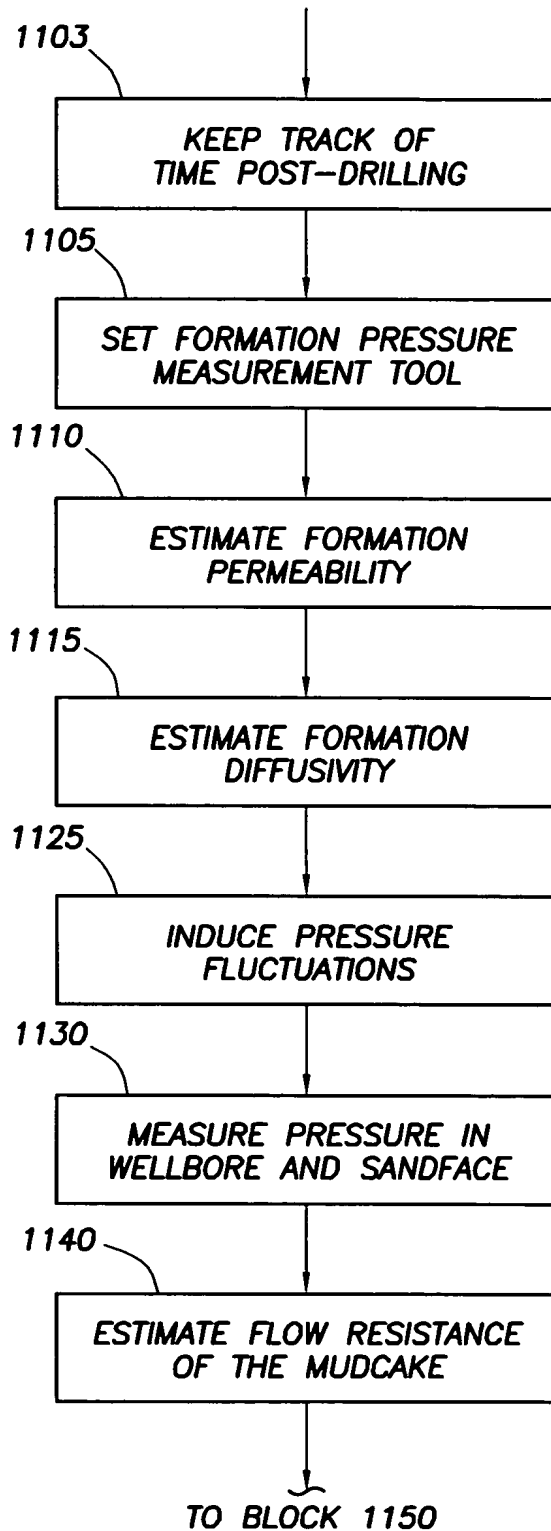 1103
KEEP TRACK OF
TIME POST-DRILLING
1105
SET FORMATION PRESSURE
MEASUREMENT TOOL
1110
ESTIMATE FORMATION
PERMEABILITY
1115
ESTIMATE FORMATION
DIFFUSIVITY
1125
INDUCE PRESSURE
FLUCTUATIONS
1130
MEASURE PRESSURE IN
WELLBORE AND SANDFACE
1140
ESTIMATE FLOW RESISTANCE
OF THE MUDCAKE
TO BLOCK 1150